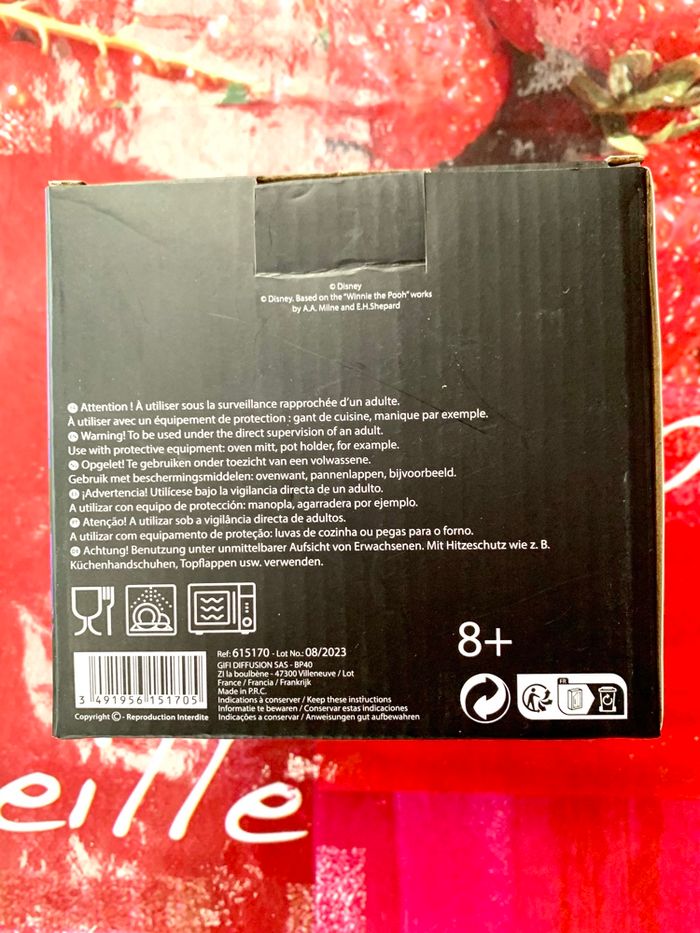 © Disney
© Disney. Based on the "Winnie the Pooh" works
by A.A. Milne and E.H.Shepard
FR Attention ! À utiliser sous la surveillance rapprochée d'un adulte.
À utiliser avec un équipement de protection : gant de cuisine, manique par exemple.
EN Warning! To be used under the direct supervision of an adult.
Use with protective equipment: oven mitt, pot holder, for example.
NL Opgelet! Te gebruiken onder toezicht van een volwassene.
Gebruik met beschermingsmiddelen: ovenwant, pannenlappen, bijvoorbeeld.
¡Advertencia! Utilícese bajo la vigilancia directa de un adulto.
A utilizar con equipo de protección: manopla, agarradera por ejemplo.
PT Atenção! A utilizar sob a vigilância directa de adultos.
A utilizar com equipamento de proteção: luvas de cozinha ou pegas para o forno.
Achtung! Benutzung unter unmittelbarer Aufsicht von Erwachsenen. Mit Hitzeschutz wie z. B.
Küchenhandschuhen, Topflappen usw. verwenden.
8+
Ref: 615170 - Lot No.: 08/2023
GIFI DIFFUSION SAS - BP40
ZI la boulbène - 47300 Villeneuve / Lot
France / Francia / Frankrijk
Made in P.R.C.
Indications à conserver / Keep these instructions
Informatie te bewaren / Conservar estas indicaciones
Indicações a conservar / Anweisungen gut aufbewahren
3 491956 151705
Copyright © - Reproduction Interdite
FR
eille